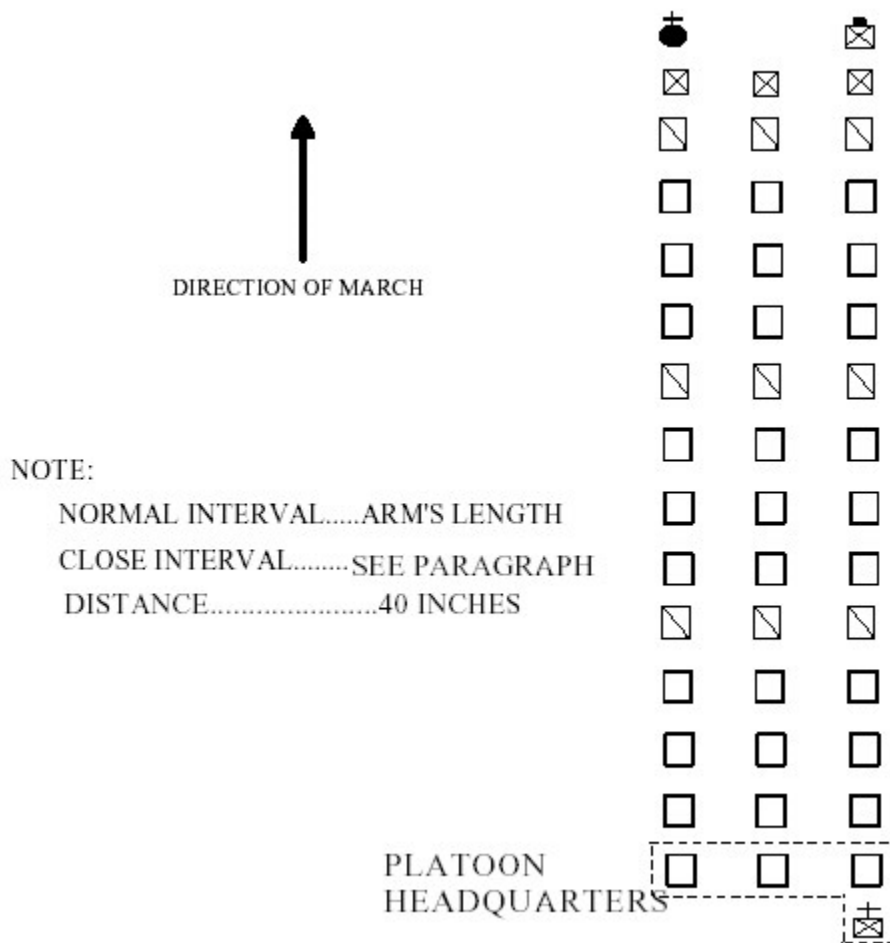 DIRECTION OF MARCH
NOTE:
NORMAL INTERVAL.....ARM'S LENGTH
CLOSE INTERVAL........SEE PARAGRAPH
DISTANCE......................40 INCHES
PLATOON
HEADQUARTERS